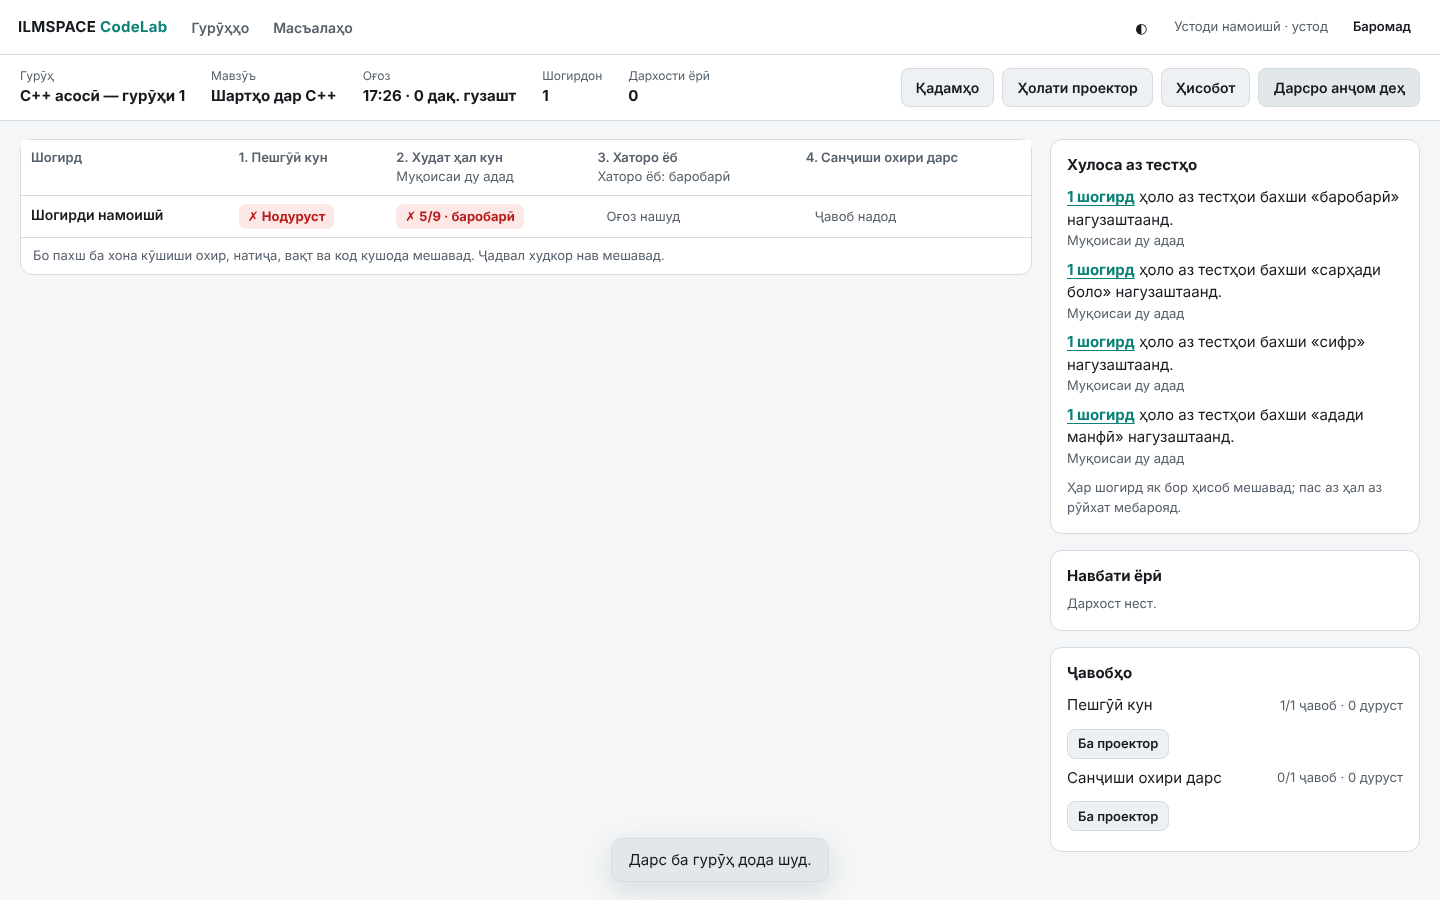 ILMSPACE CodeLab
Гурӯҳҳо
Масъалаҳо
◐
Устоди намоишӣ · устод
Баромад
Гурӯҳ
C++ асосӣ — гурӯҳи 1
Мавзӯъ
Шартҳо дар C++
Оғоз
17:26 · 0 дақ. гузашт
Шогирдон
1
Дархости ёрӣ
0
Қадамҳо
Ҳолати проектор
Ҳисобот
Дарсро анҷом деҳ
Шогирд
1. Пешгӯӣ кун
2. Худат ҳал кун
Муқоисаи ду адад
3. Хаторо ёб
Хаторо ёб: баробарӣ
4. Санҷиши охири дарс
Шогирди намоишӣ
✗ Нодуруст
✗ 5/9 · баробарӣ
Оғоз нашуд
Ҷавоб надод
Бо пахш ба хона кӯшиши охир, натиҷа, вақт ва код кушода мешавад. Ҷадвал худкор нав мешавад.
Хулоса аз тестҳо
1 шогирд ҳоло аз тестҳои бахши «баробарӣ»
нагузаштаанд.
Муқоисаи ду адад
1 шогирд ҳоло аз тестҳои бахши «сарҳади
боло» нагузаштаанд.
Муқоисаи ду адад
1 шогирд ҳоло аз тестҳои бахши «сифр»
нагузаштаанд.
Муқоисаи ду адад
1 шогирд ҳоло аз тестҳои бахши «адади
манфӣ» нагузаштаанд.
Муқоисаи ду адад
Ҳар шогирд як бор ҳисоб мешавад; пас аз ҳал аз
рӯйхат мебарояд.
Навбати ёрӣ
Дархост нест.
Ҷавобҳо
Пешгӯӣ кун
1/1 ҷавоб · 0 дуруст
Ба проектор
Санҷиши охири дарс
0/1 ҷавоб · 0 дуруст
Ба проектор
Дарс ба гурӯҳ дода шуд.